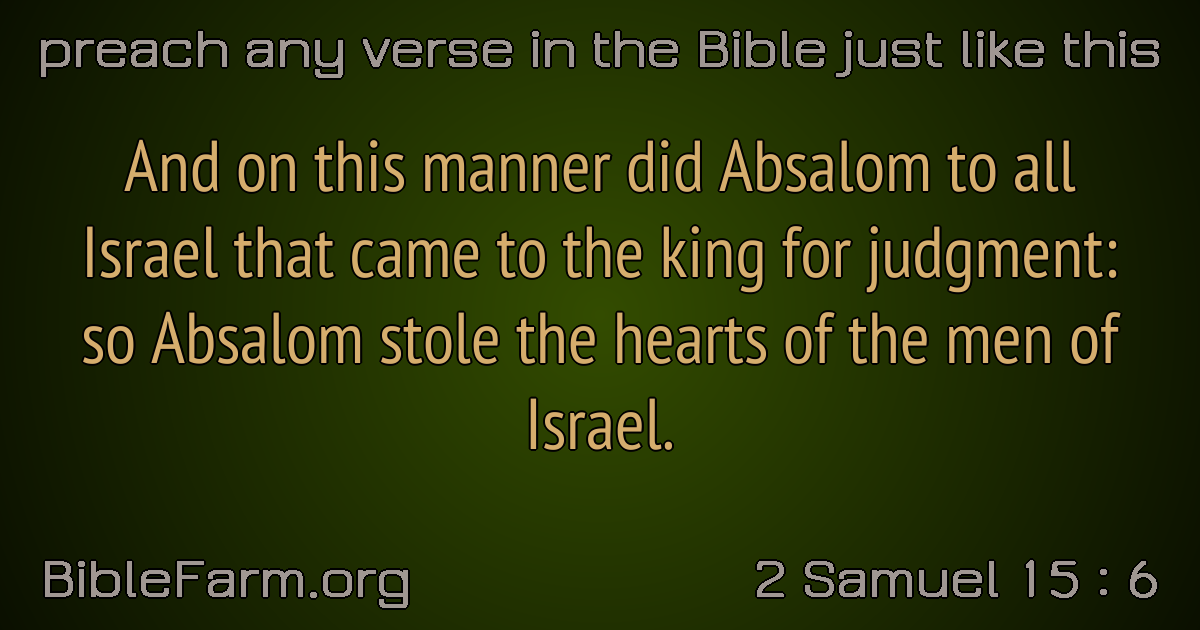 preach any verse in the Bible just like this
And on this manner did Absalom to all
Israel that came to the king for judgment:
so Absalom stole the hearts of the men of
Israel.
BibleFarm.org
2 Samuel 15 : 6